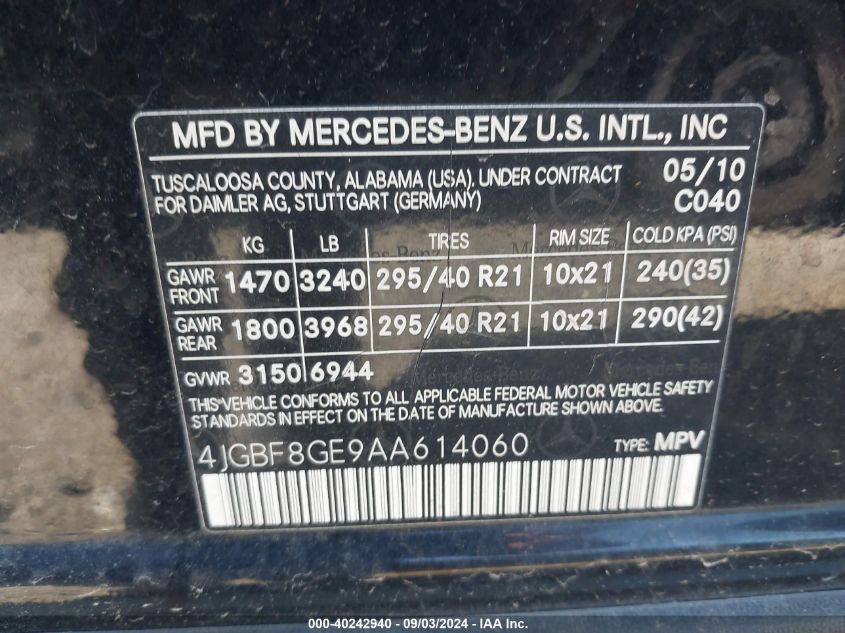 MFD BY MERCEDES-BENZ U.S. INTL., INC
TUSCALOOSA COUNTY, ALABAMA (USA), UNDER CONTRACT 05/10
FOR DAIMLER AG, STUTTGART (GERMANY) C040
KG LB TIRES RIM SIZE COLD KPA (PSI)
GAWR FRONT 1470 3240 295/40 R21 10x21 240(35)
GAWR REAR 1800 3968 295/40 R21 10x21 290(42)
GVWR 3150 6944
THIS VEHICLE CONFORMS TO ALL APPLICABLE FEDERAL MOTOR VEHICLE SAFETY
STANDARDS IN EFFECT ON THE DATE OF MANUFACTURE SHOWN ABOVE.
4JGBF8GE9AA614060 TYPE: MPV
000-40242940 - 09/03/2024 - IAAI.com